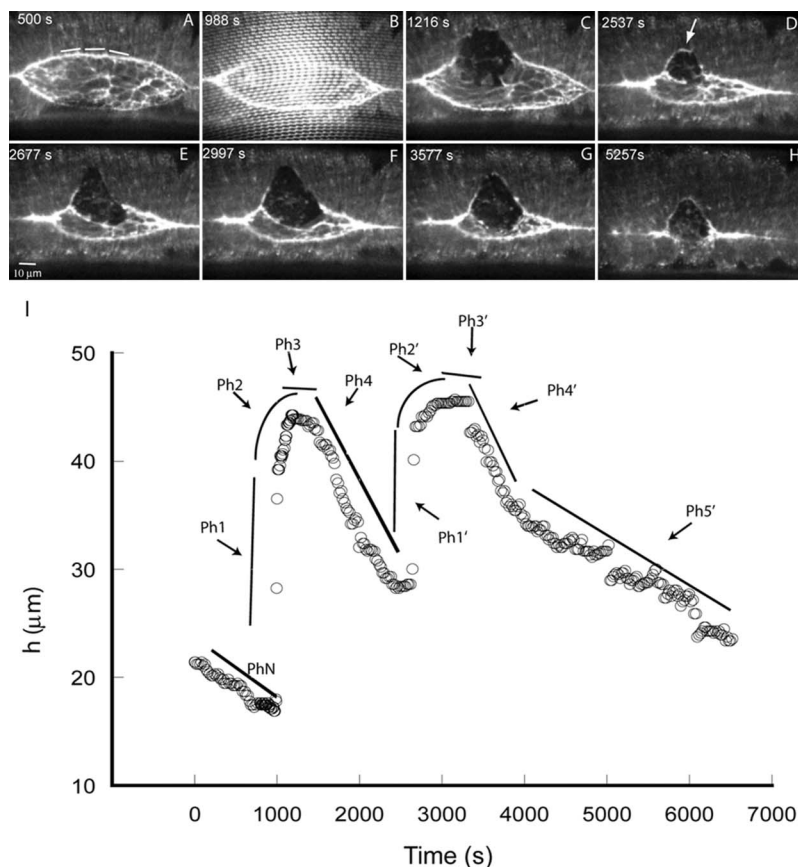 500 s A
988 s B
1216 s C
2537 s D
2677 s E
10 μm
2997 s F
3577 s G
5257s H
I
Ph3
Ph2
Ph4
Ph1
PhN
Ph3'
Ph2'
Ph4'
Ph1'
Ph5'
50
40
30
20
10
h (μm)
0 1000 2000 3000 4000 5000 6000 7000
Time (s)